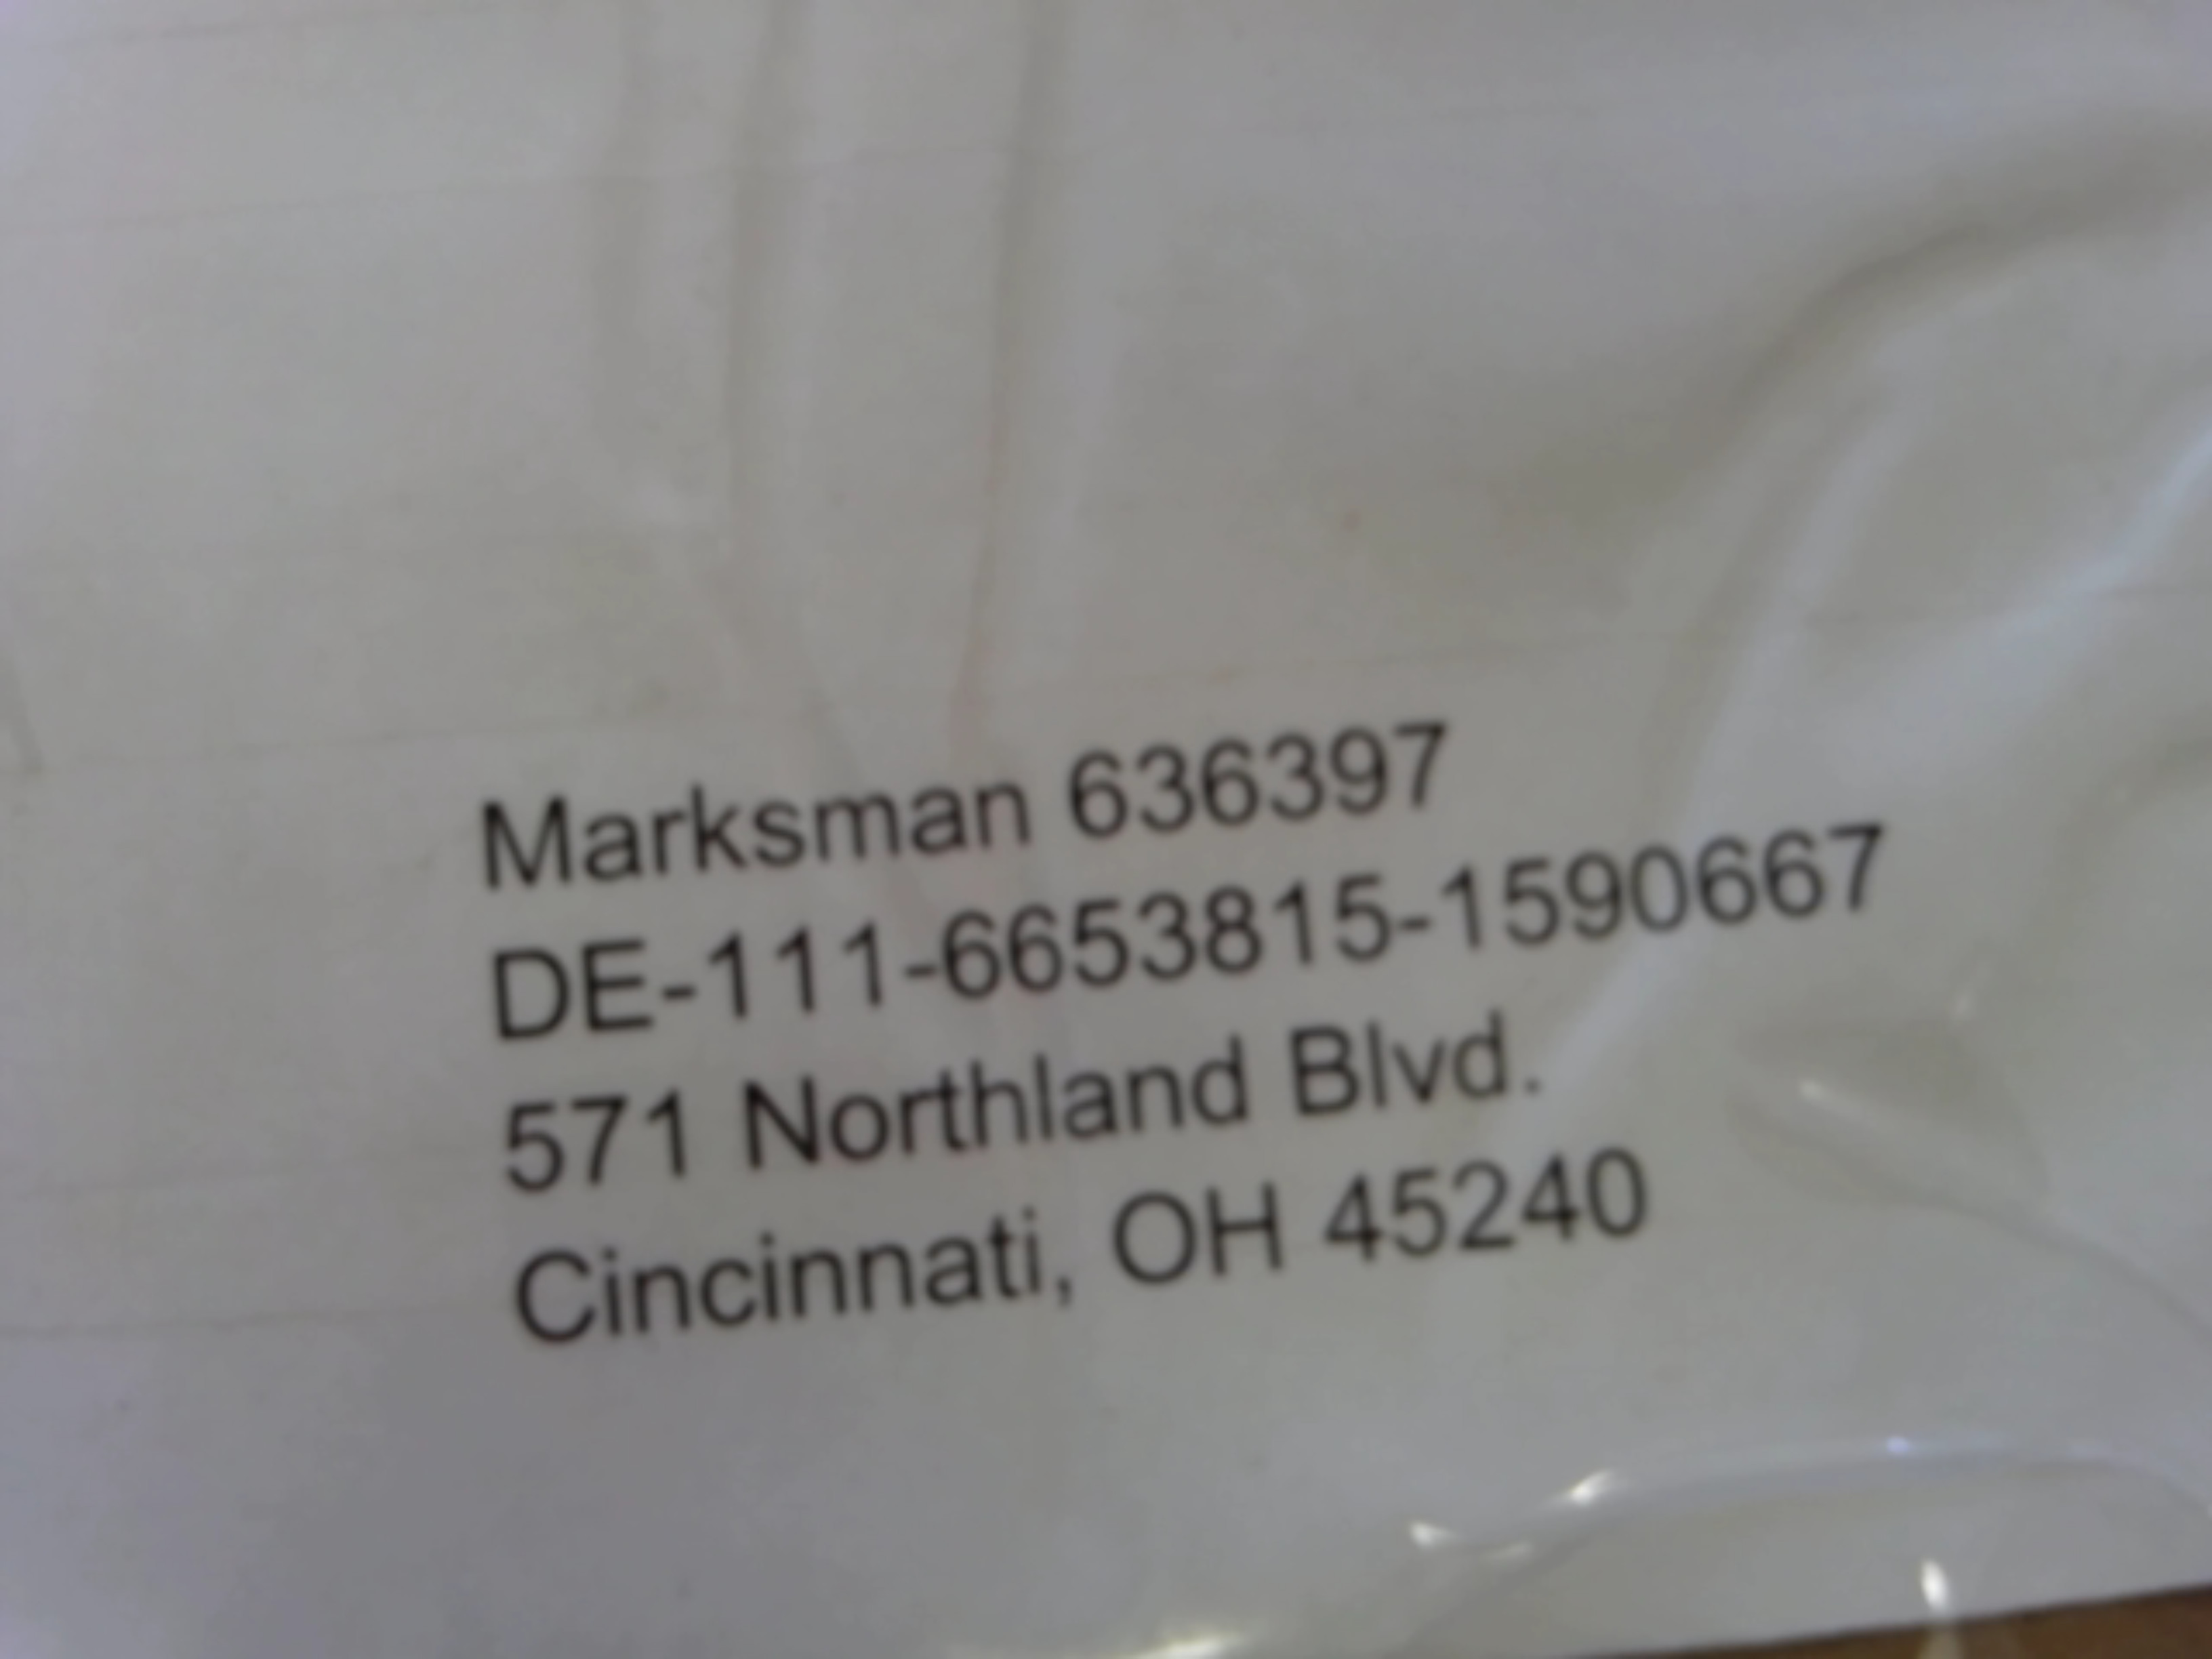 Marksman 636397
DE-111-6653815-1590667
571 Northland Blvd.
Cincinnati, OH 45240